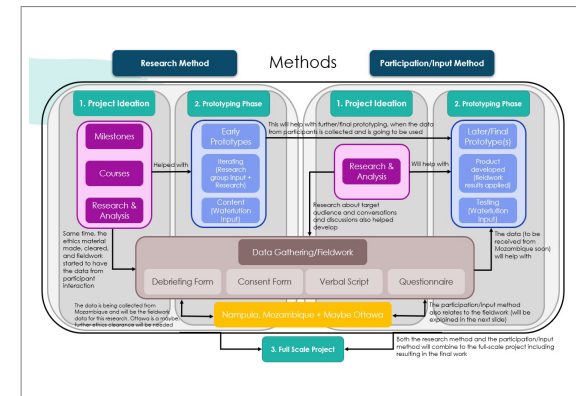 Methods
Research Method
Participation/Input Method
1. Project Ideation
2. Prototyping Phase
1. Project Ideation
2. Prototyping Phase
Milestones
Courses
Research &
Analysis
Helped with
Early
Prototypes
Iterating
(Research
group input +
Research)
Content
(Watertution
Input)
This will help with further/final prototyping, when the data
from participants is collected and is going to be used
Research &
Analysis
Will help with
Later/Final
Prototype(s)
Product
developed
(fieldwork
results applied)
Testing
(Watertution
Input)
Research about target
audience and conversations
and discussions also helped
develop
Same time, the
ethics material
made, cleared,
and fieldwork
started to have
the data from
participant
interaction
Data Gathering/Fieldwork
Debriefing Form
Consent Form
Verbal Script
Questionnaire
The data (to be
received from
Mozambique soon)
will help with
The data is being collected from
Mozambique and will be the fieldwork
data for this research. Ottawa is a maybe,
further ethics clearance will be needed
Nampula, Mozambique + Maybe Ottawa
The participation/input method
also relates to the fieldwork (will be
explained in the next slide)
3. Full Scale Project
Both the research method and the participation/input
method will combine to the full-scale project including
resulting in the final work